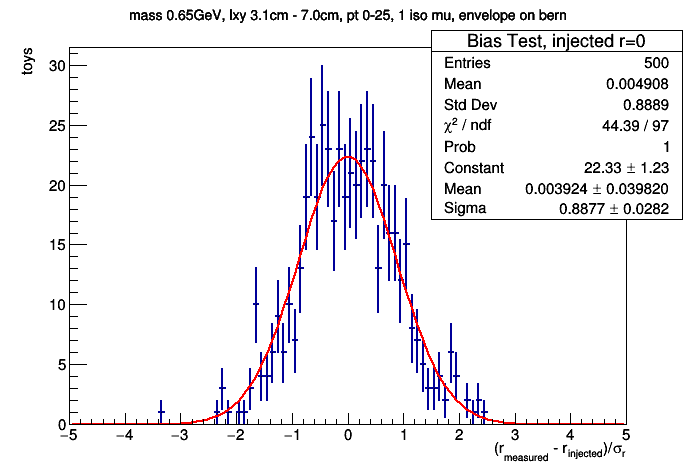 mass 0.65GeV, lxy 3.1cm - 7.0cm, pt 0-25, 1 iso mu, envelope on bern
Bias Test, injected r=0
Entries 500
Mean 0.004908
Std Dev 0.8889
χ² / ndf 44.39 / 97
Prob 1
Constant 22.33 ± 1.23
Mean 0.003924 ± 0.039820
Sigma 0.8877 ± 0.0282
toys
30
25
20
15
10
5
0
−5 −4 −3 −2 −1 0 1 2 3 4 5
(r_measured - r_injected)/σ_r